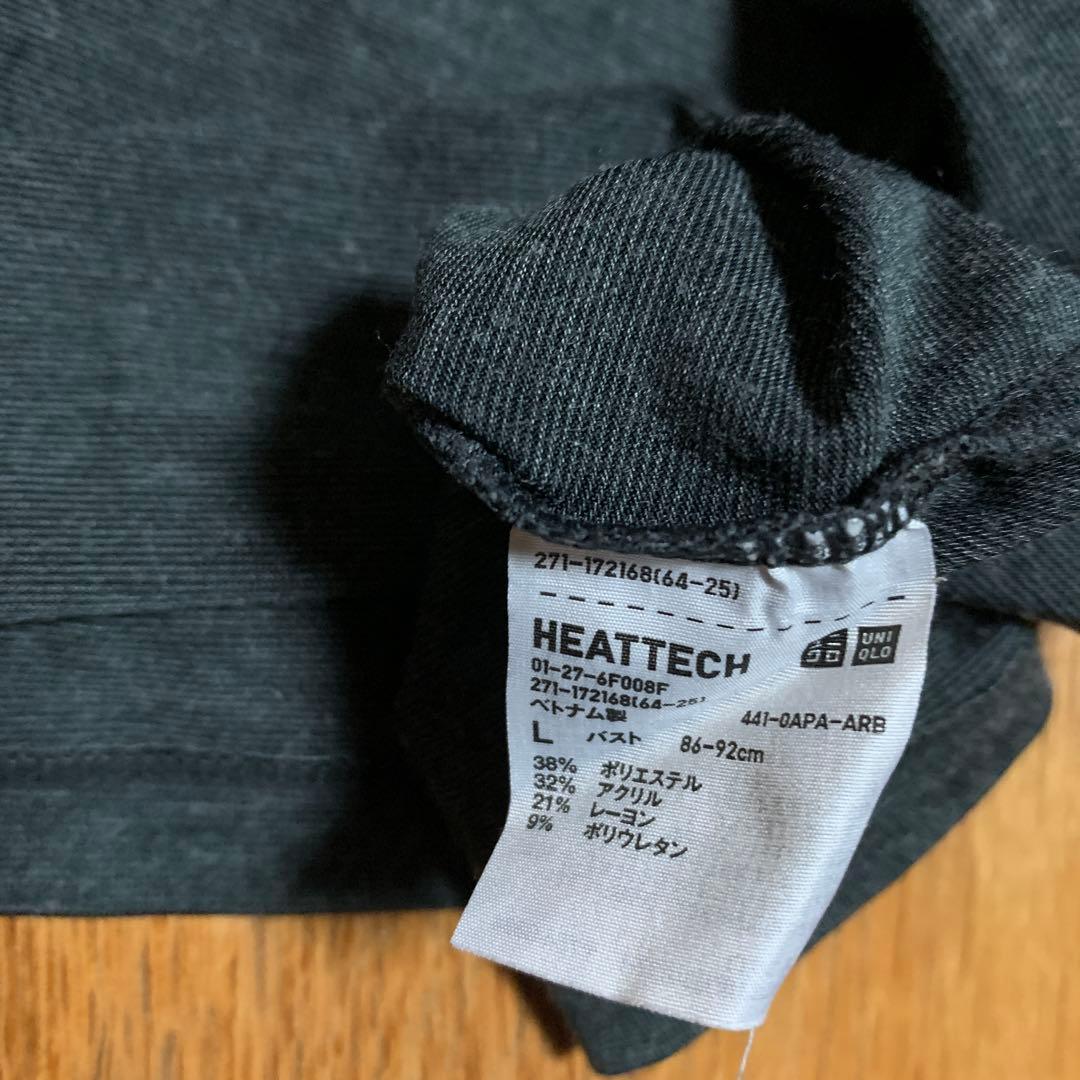 271-172168(64-25)
HEATTECH
UNI
QLO
01-27-6F008F
271-172168(64-25)
ベトナム製
441-0APA-ARB
L バスト 86-92cm
38% ポリエステル
32% アクリル
21% レーヨン
9% ポリウレタン